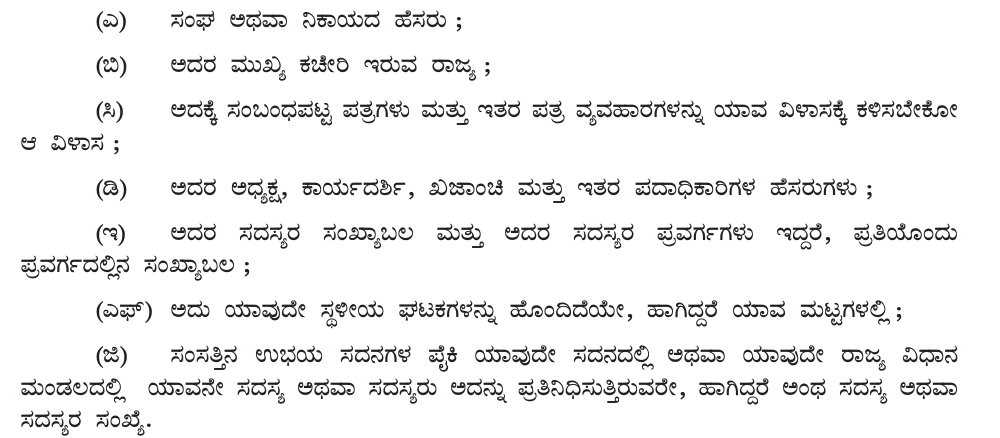 (ಎ) ಸಂಘ ಅಥವಾ ನಿಕಾಯದ ಹೆಸರು ;
(ಬಿ) ಅದರ ಮುಖ್ಯ ಕಚೇರಿ ಇರುವ ರಾಜ್ಯ ;
(ಸಿ) ಅದಕ್ಕೆ ಸಂಬಂಧಪಟ್ಟ ಪತ್ರಗಳು ಮತ್ತು ಇತರ ಪತ್ರ ವ್ಯವಹಾರಗಳನ್ನು ಯಾವ ವಿಳಾಸಕ್ಕೆ ಕಳಿಸಬೇಕೋ
ಆ ವಿಳಾಸ ;
(ಡಿ) ಅದರ ಅಧ್ಯಕ್ಷ, ಕಾರ್ಯದರ್ಶಿ, ಖಜಾಂಚಿ ಮತ್ತು ಇತರ ಪದಾಧಿಕಾರಿಗಳ ಹೆಸರುಗಳು ;
(ಇ) ಅದರ ಸದಸ್ಯರ ಸಂಖ್ಯಾಬಲ ಮತ್ತು ಅದರ ಸದಸ್ಯರ ಪ್ರವರ್ಗಗಳು ಇದ್ದರೆ, ಪ್ರತಿಯೊಂದು
ಪ್ರವರ್ಗದಲ್ಲಿನ ಸಂಖ್ಯಾಬಲ ;
(ಎಫ್) ಅದು ಯಾವುದೇ ಸ್ಥಳೀಯ ಘಟಕಗಳನ್ನು ಹೊಂದಿದೆಯೇ, ಹಾಗಿದ್ದರೆ ಯಾವ ಮಟ್ಟಗಳಲ್ಲಿ ;
(ಜಿ) ಸಂಸತ್ತಿನ ಉಭಯ ಸದನಗಳ ಪೈಕಿ ಯಾವುದೇ ಸದನದಲ್ಲಿ ಅಥವಾ ಯಾವುದೇ ರಾಜ್ಯ ವಿಧಾನ
ಮಂಡಲದಲ್ಲಿ ಯಾವನೇ ಸದಸ್ಯ ಅಥವಾ ಸದಸ್ಯರು ಅದನ್ನು ಪ್ರತಿನಿಧಿಸುತ್ತಿರುವರೇ, ಹಾಗಿದ್ದರೆ ಅಂಥ ಸದಸ್ಯ ಅಥವಾ
ಸದಸ್ಯರ ಸಂಖ್ಯೆ.